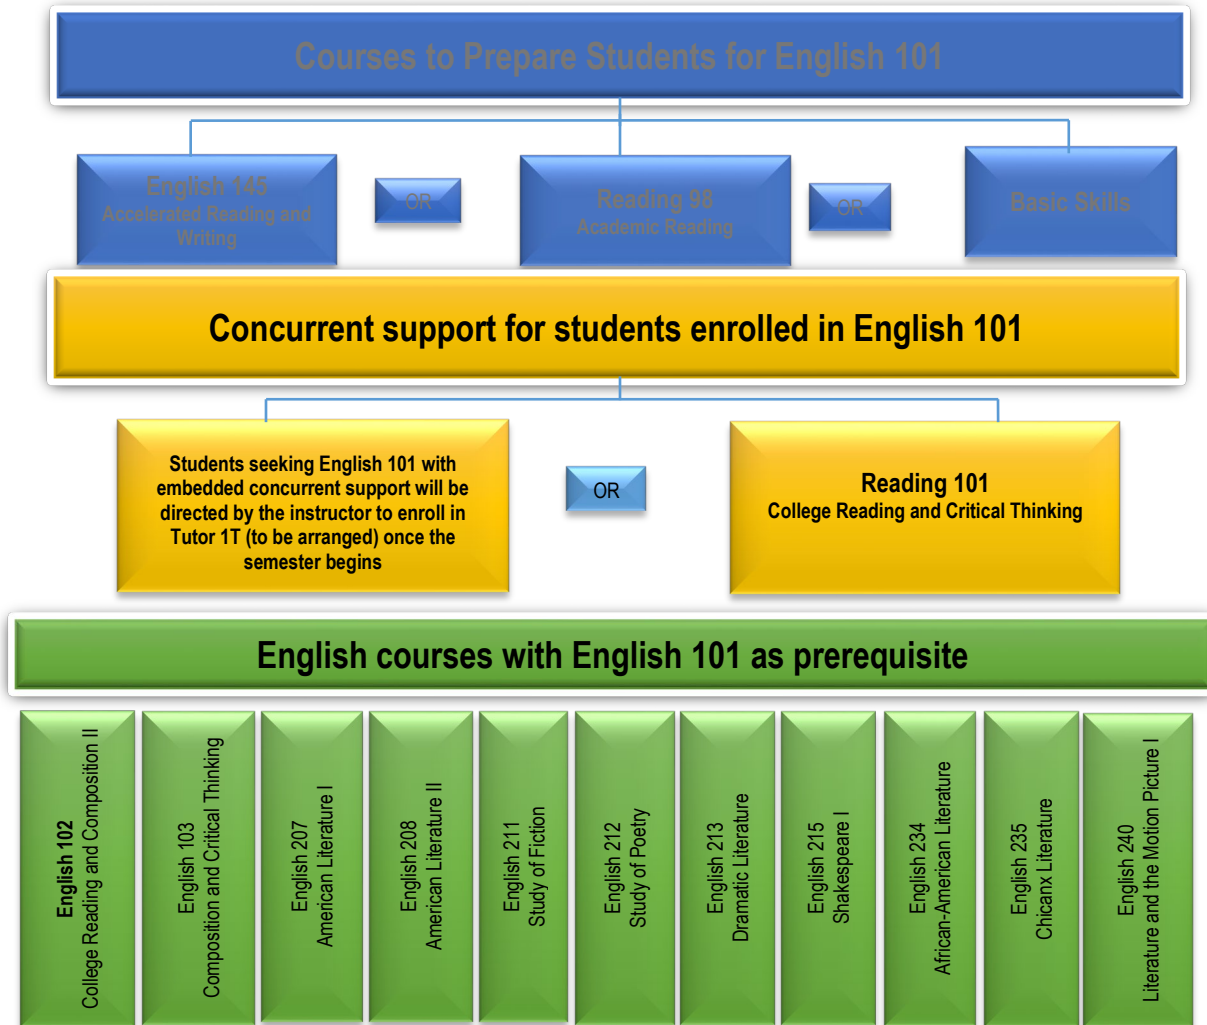 Courses to Prepare Students for English 101
English 145
Accelerated Reading and
Writing
OR
Reading 98
Academic Reading
OR
Basic Skills
Concurrent support for students enrolled in English 101
Students seeking English 101 with
embedded concurrent support will be
directed by the instructor to enroll in
Tutor 1T (to be arranged) once the
semester begins
OR
Reading 101
College Reading and Critical Thinking
English courses with English 101 as prerequisite
English 102
College Reading and Composition II
English 103
Composition and Critical Thinking
English 207
American Literature I
English 208
American Literature II
English 211
Study of Fiction
English 212
Study of Poetry
English 213
Dramatic Literature
English 215
Shakespeare I
English 234
African-American Literature
English 235
Chicanx Literature
English 240
Literature and the Motion Picture I